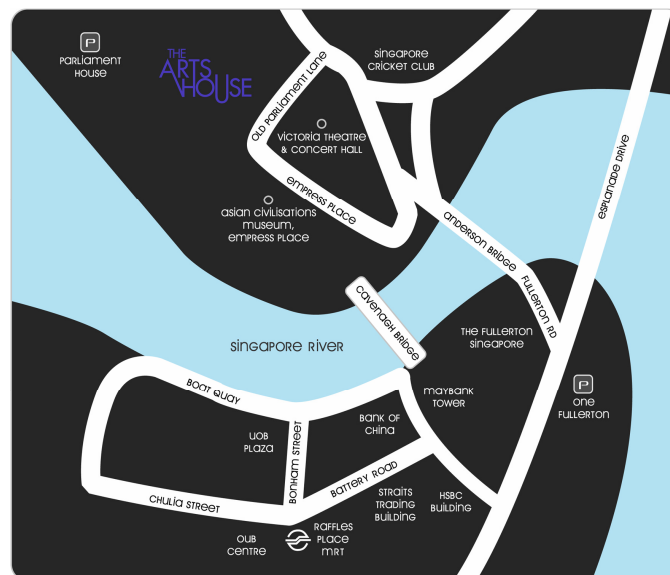 P
PARLIAMENT
HOUSE
THE
ARTS
HOUSE
SINGAPORE
CRICKET CLUB
OLD PARLIAMENT LANE
VICTORIA THEATRE
& CONCERT HALL
EMPRESS PLACE
ASIAN CIVILISATIONS
MUSEUM,
EMPRESS PLACE
ESPLANADE DRIVE
ANDERSON BRIDGE
FULLERTON RD
CAVENAGH BRIDGE
SINGAPORE RIVER
THE FULLERTON
SINGAPORE
P
ONE
FULLERTON
BOAT QUAY
MAYBANK
TOWER
BANK OF
CHINA
UOB
PLAZA
BONHAM STREET
BATTERY ROAD
CHULIA STREET
STRAITS
TRADING
BUILDING
HSBC
BUILDING
OUB
CENTRE
RAFFLES
PLACE
MRT